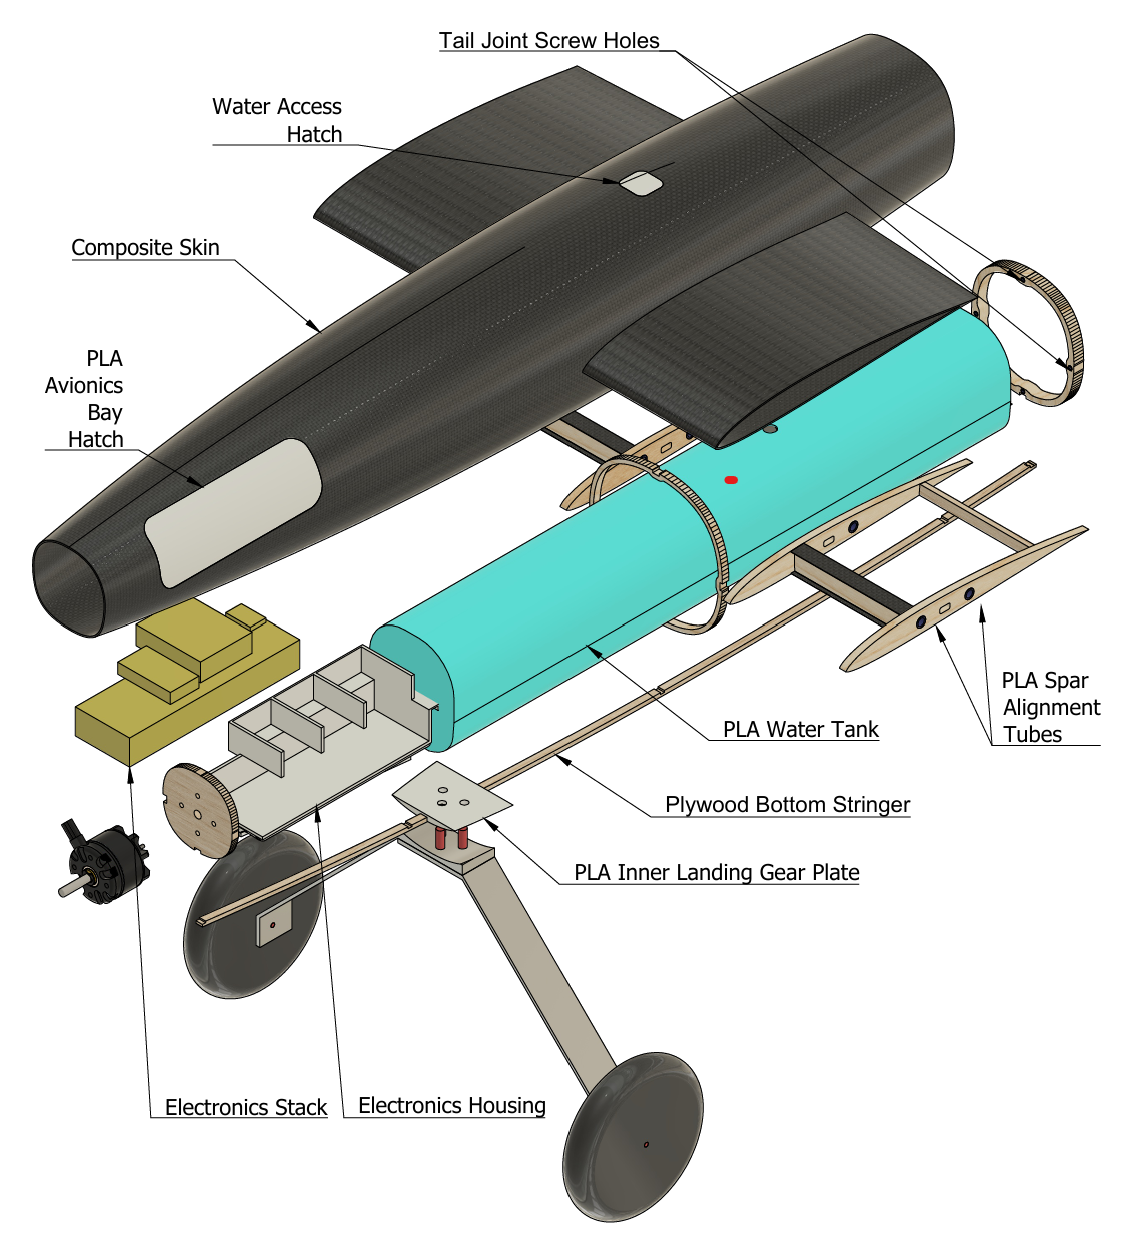 Tail Joint Screw Holes
Water Access
Hatch
Composite Skin
PLA
Avionics
Bay
Hatch
PLA Spar
Alignment
Tubes
PLA Water Tank
Plywood Bottom Stringer
PLA Inner Landing Gear Plate
Electronics Stack
Electronics Housing